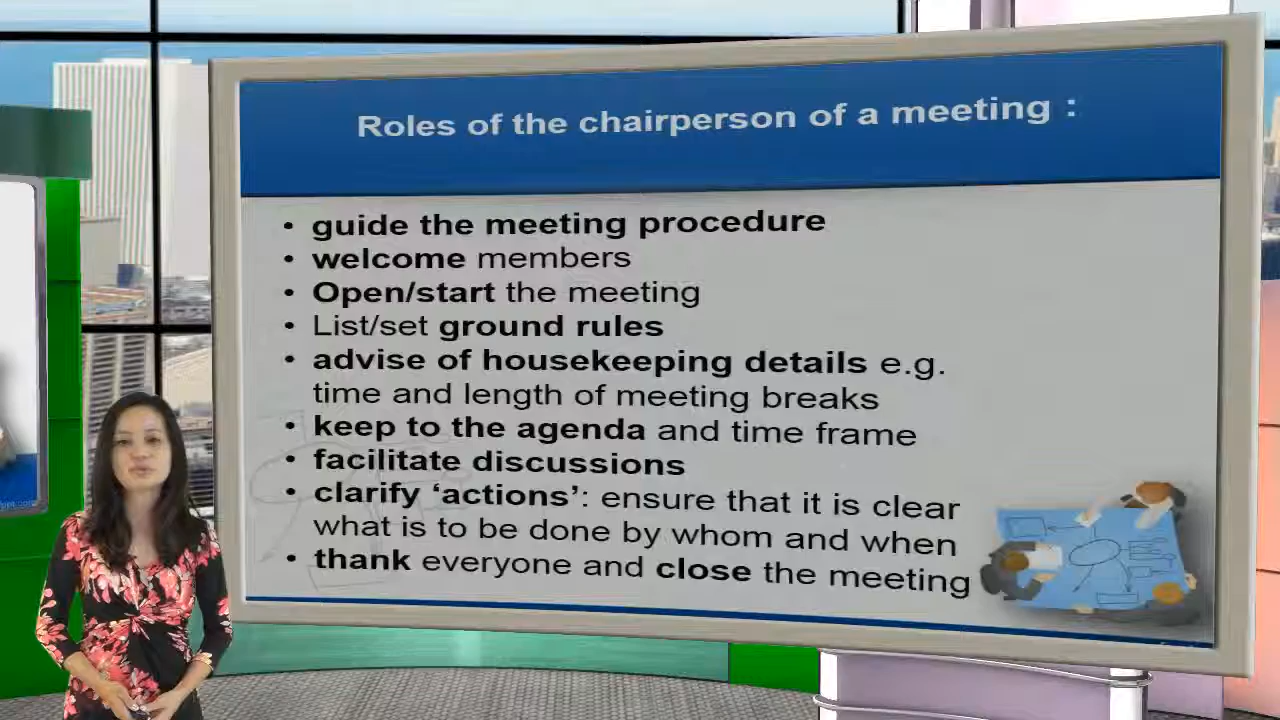 Roles of the chairperson of a meeting :
• guide the meeting procedure
• welcome members
• Open/start the meeting
• List/set ground rules
• advise of housekeeping details e.g.
time and length of meeting breaks
• keep to the agenda and time frame
• facilitate discussions
• clarify ‘actions’: ensure that it is clear
what is to be done by whom and when
• thank everyone and close the meeting